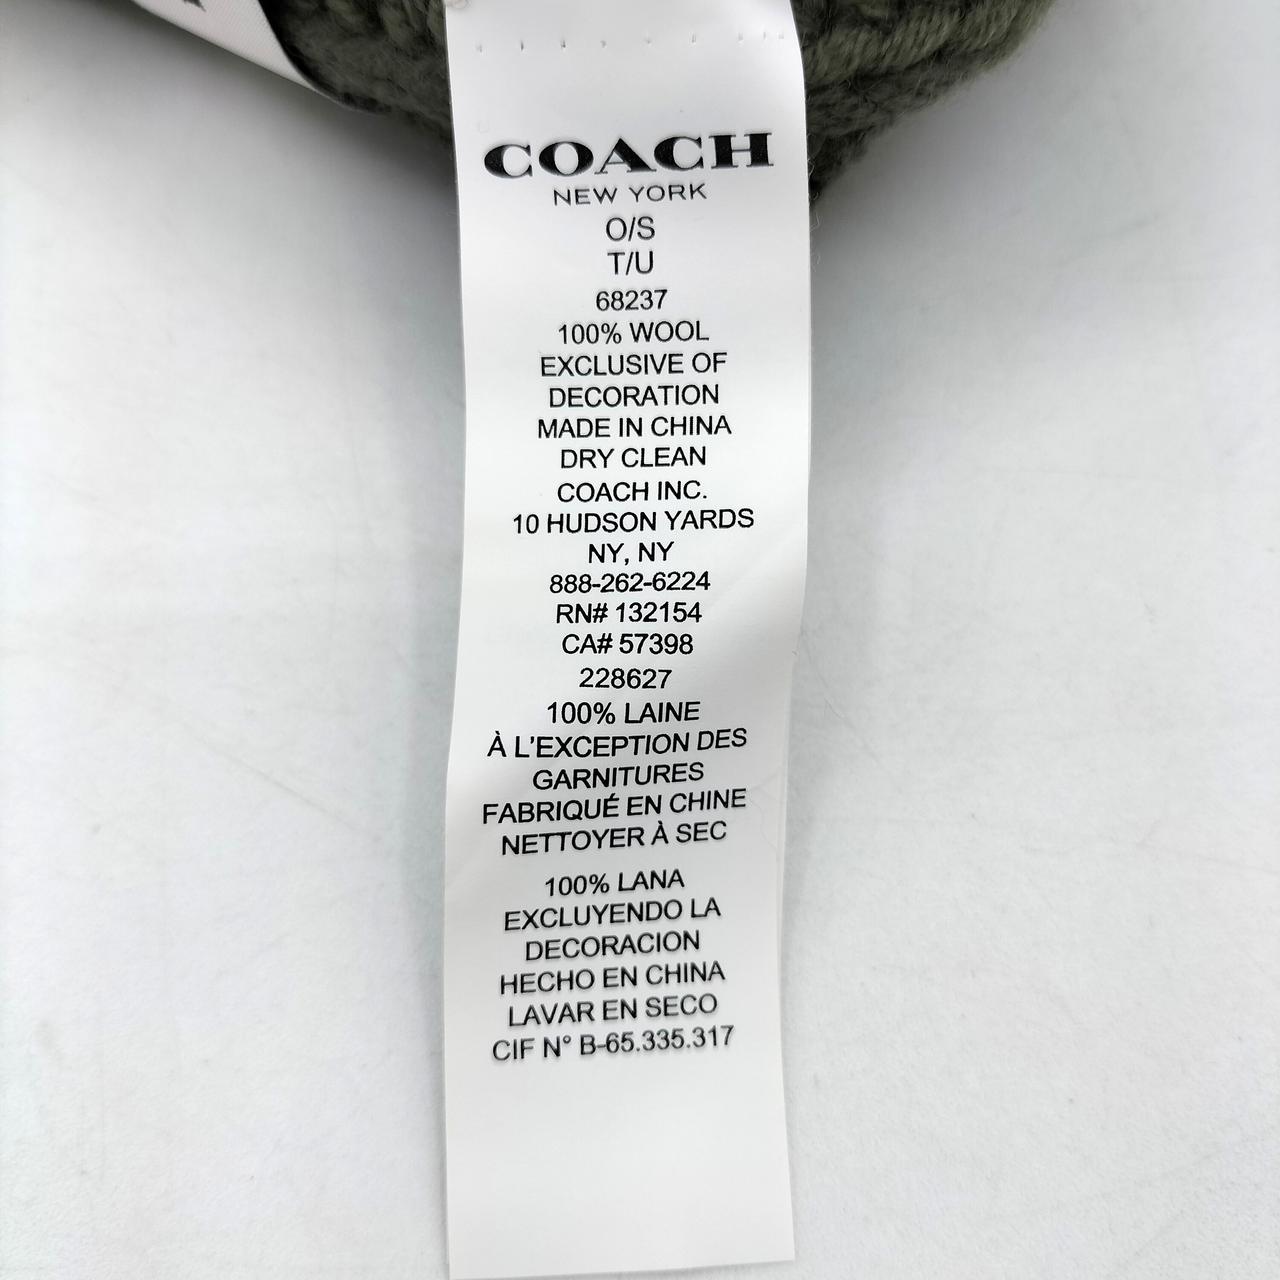 COACH
NEW YORK
O/S
T/U
68237
100% WOOL
EXCLUSIVE OF
DECORATION
MADE IN CHINA
DRY CLEAN
COACH INC.
10 HUDSON YARDS
NY, NY
888-262-6224
RN# 132154
CA# 57398
228627
100% LAINE
À L'EXCEPTION DES
GARNITURES
FABRIQUÉ EN CHINE
NETTOYER À SEC
100% LANA
EXCLUYENDO LA
DECORACION
HECHO EN CHINA
LAVAR EN SECO
CIF N° B-65.335.317